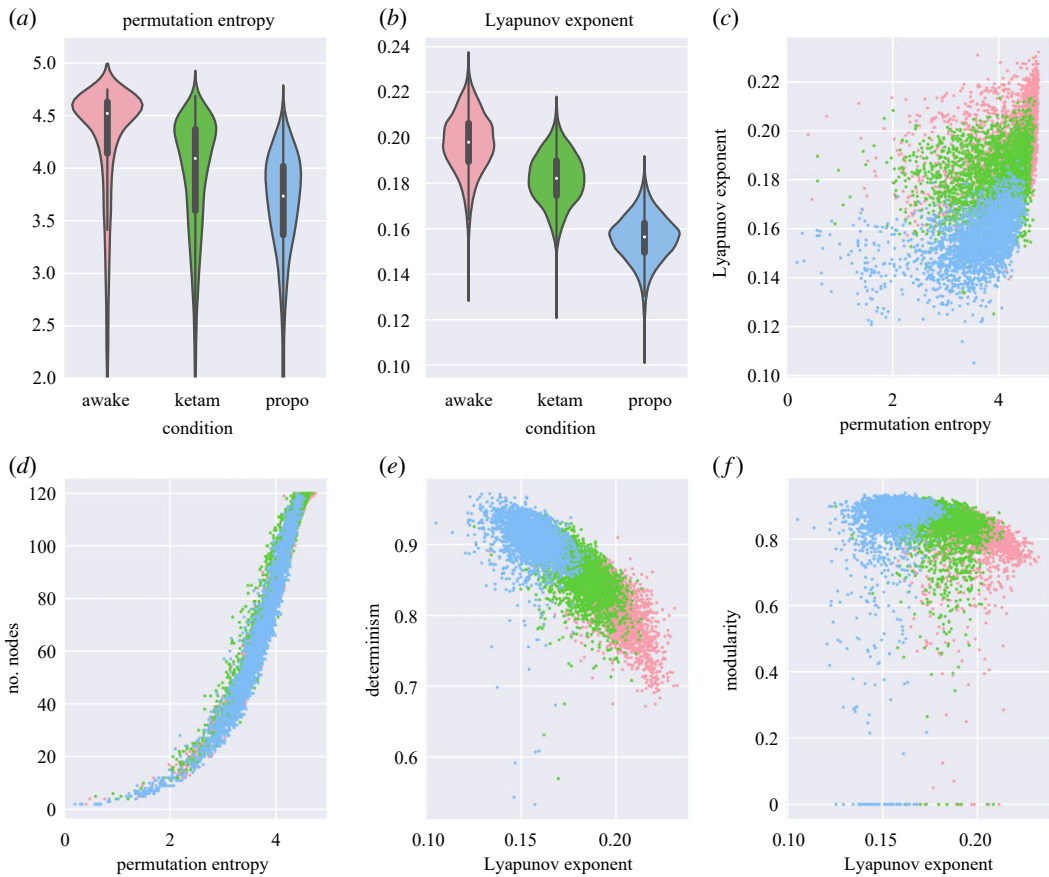 (a) permutation entropy
5.0
4.5
4.0
3.5
3.0
2.5
2.0
awake ketam propo
condition
(b) Lyapunov exponent
0.24
0.22
0.20
0.18
0.16
0.14
0.12
0.10
awake ketam propo
condition
(c)
Lyapunov exponent
0.22
0.20
0.18
0.16
0.14
0.12
0.10
0 2 4
permutation entropy
(d)
no. nodes
120
100
80
60
40
20
0
0 2 4
permutation entropy
(e)
determinism
0.9
0.8
0.7
0.6
0.10 0.15 0.20
Lyapunov exponent
(f)
modularity
0.8
0.6
0.4
0.2
0
0.10 0.15 0.20
Lyapunov exponent